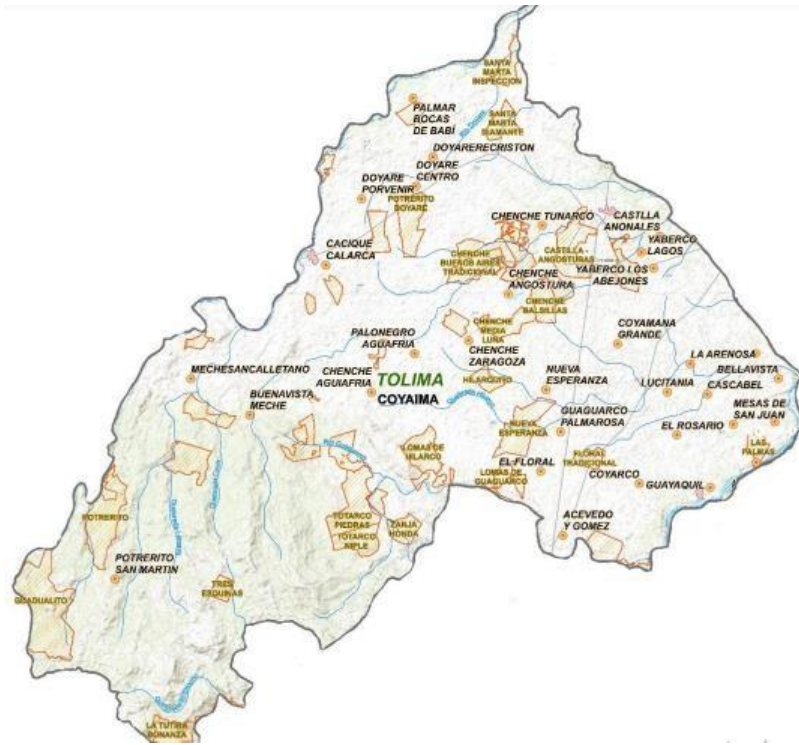 SANTA
MARTA
INSPECCION
PALMAR
BOCAS
DE BABÍ
SANTA
MARTA
DIAMANTE
DOYARERECRISTON
DOYARE
CENTRO
DOYARE
PORVENIR
POTRERITO
DOYARE
CHENCHE TUNARCO
CASTLLA
ANONALES
CACIQUE
CALARCA
CHENCHE
BUENOS AIRES
TRADICIONAL
CASTILLA -
ANGOSTURAS
YABERCO
LAGOS
YABERCO LOS
ABEJONES
CHENCHE
ANGOSTURA
CHENCHE
BALSILLAS
CHENCHE
MEDIA
LUNA
COYAMANA
GRANDE
PALONEGRO
AGUAFRIA
CHENCHE
ZARAGOZA
LA ARENOSA
BELLAVISTA
MECHESANCALLETANO
CHENCHE
AGUIAFRIA
TOLIMA
COYAIMA
HILARQUITO
NUEVA
ESPERANZA
LUCITANIA
CASCABEL
BUENAVISTA
MECHE
MESAS DE
SAN JUAN
GUAGUARCO
PALMAROSA
NUEVA
ESPERANZA
EL ROSARIO
LOMAS DE
HILARCO
LAS
PALMAS
EL FLORAL
FLORAL
TRADICIONAL
LOMAS DE
GUAGUARCO
COYARCO
GUAYAQUIL
POTRERITO
TOTARCO
PIEDRAS
TOTARCO
NIPLE
ZANJA
HONDA
ACEVEDO
Y GOMEZ
POTRERITO
SAN MARTIN
TRES
ESQUINAS
GUADUALITO
LA TUTIRA
BONANZA